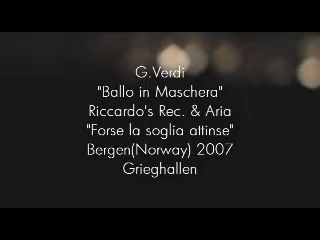 G.Verdi
"Ballo in Maschera"
Riccardo's Rec. & Aria
"Forse la soglia attinse"
Bergen(Norway) 2007
Grieghallen